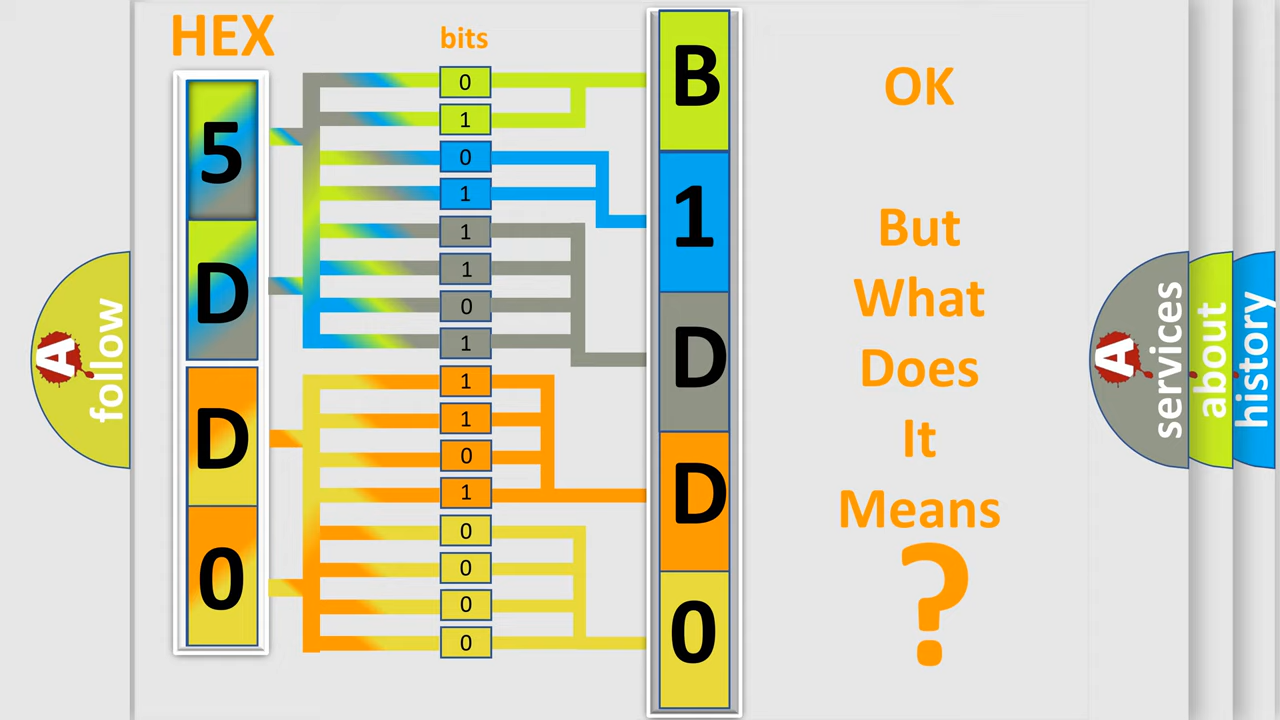 HEX
bits
5
D
D
0
0
1
0
1
1
1
0
1
1
1
0
1
0
0
0
0
B
1
D
D
0
OK
But
What
Does
It
Means
?
A
follow
A
services
about
history